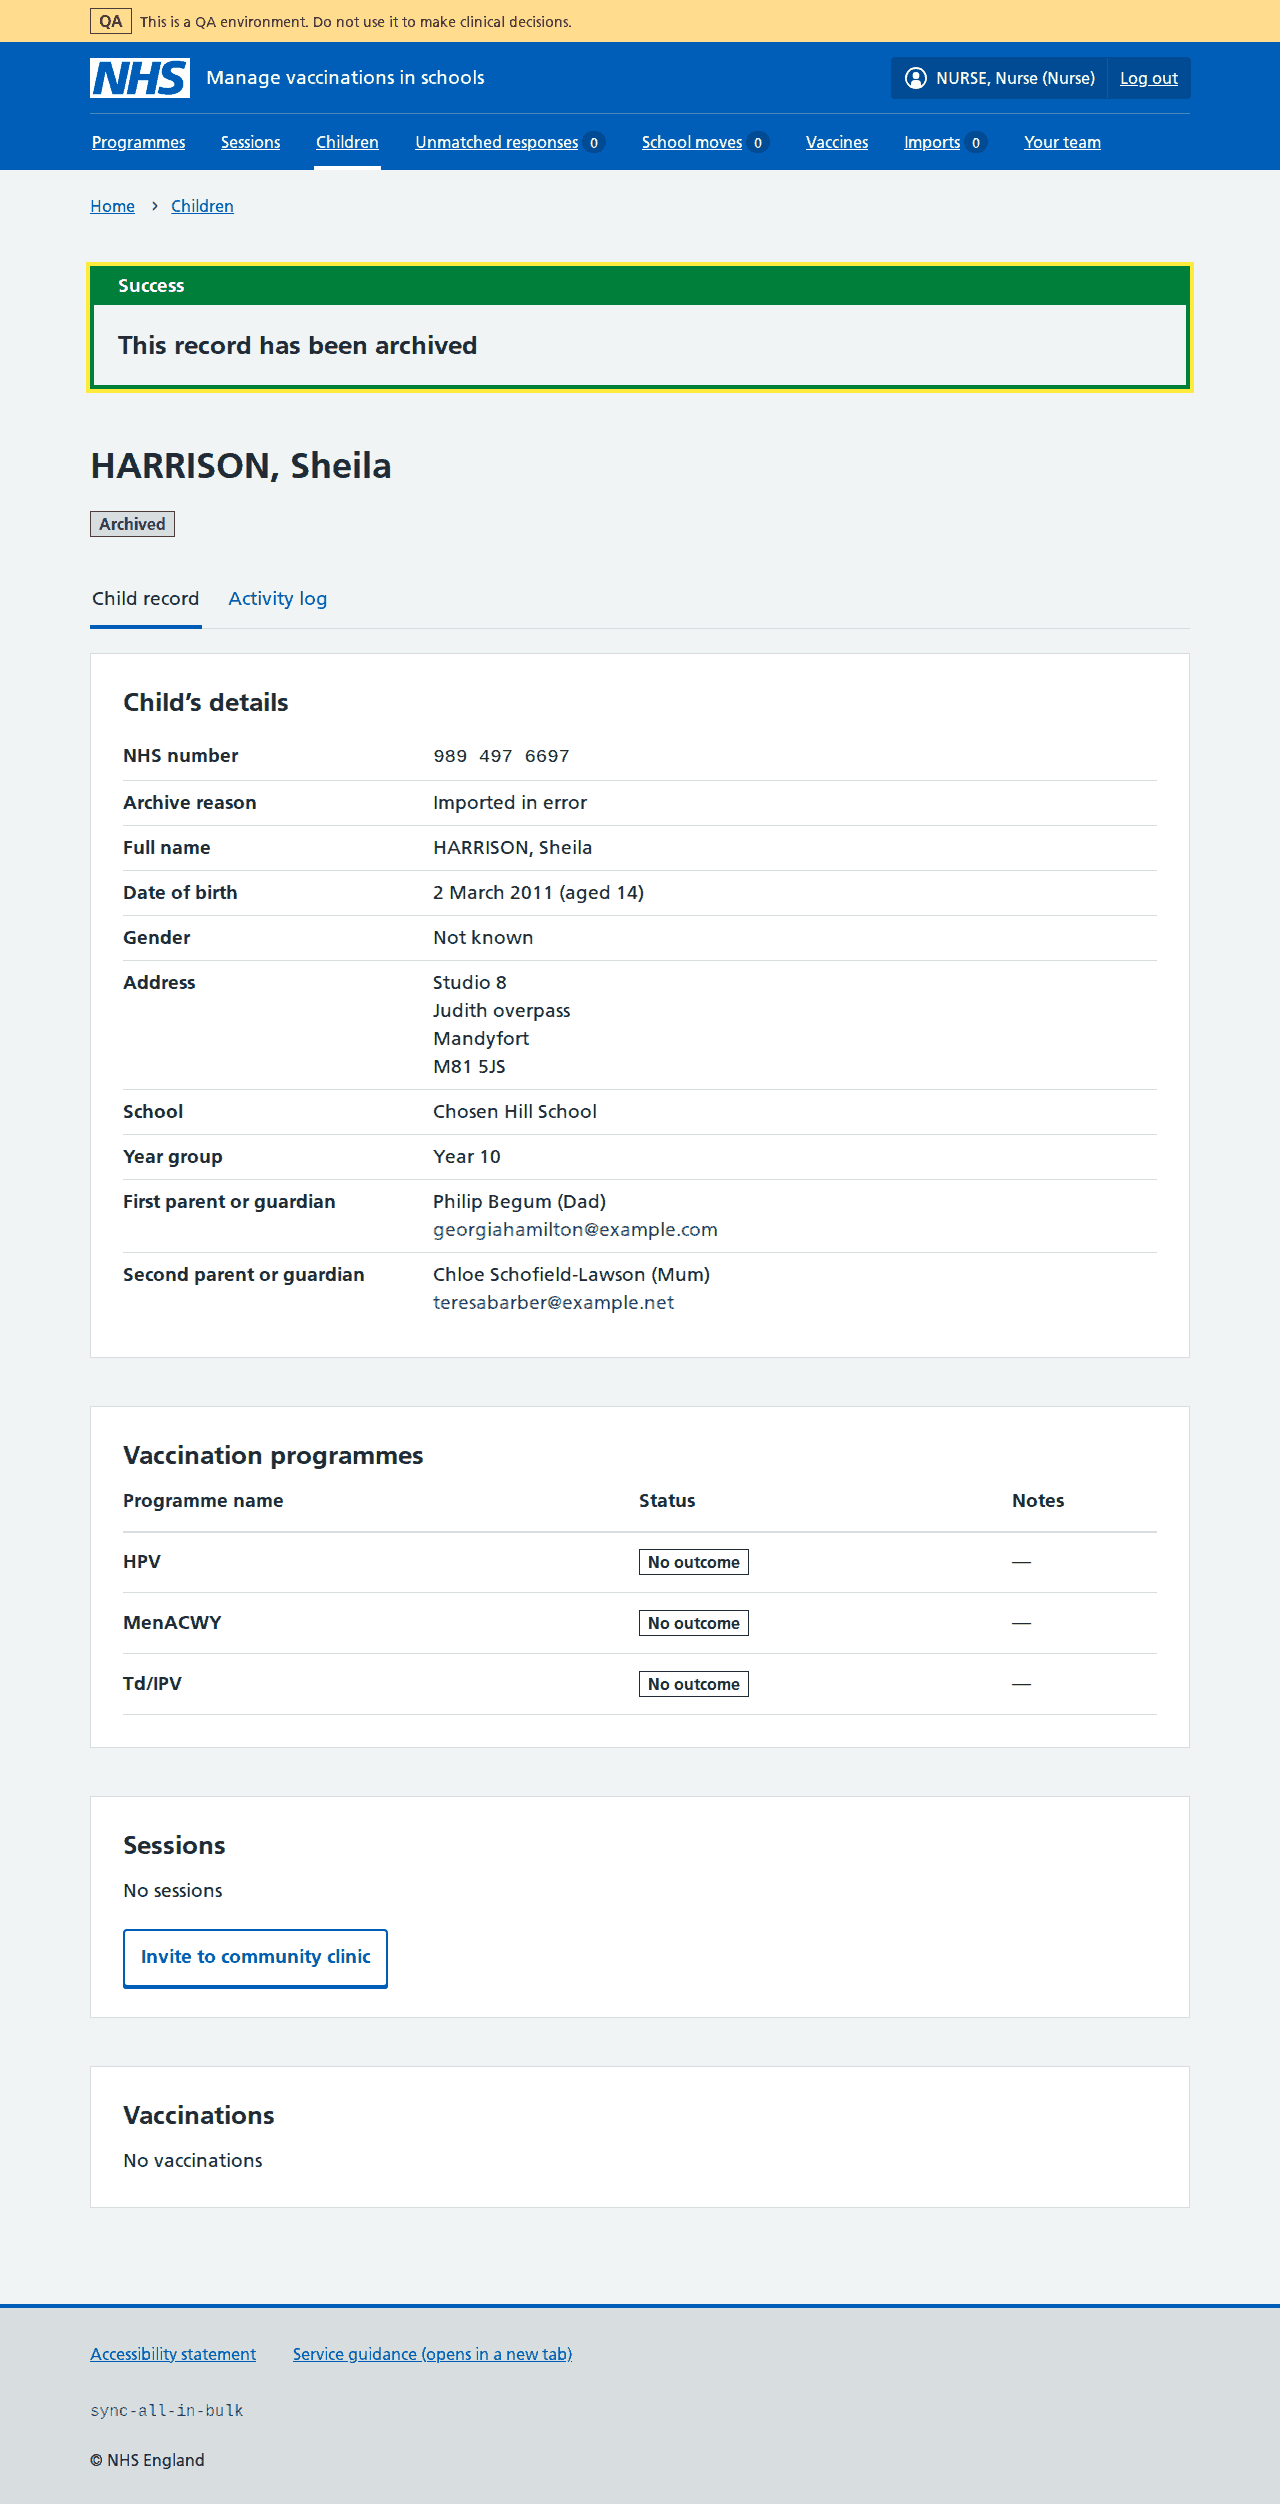 QA This is a QA environment. Do not use it to make clinical decisions.
NHS Manage vaccinations in schools NURSE, Nurse (Nurse) Log out
Programmes Sessions Children Unmatched responses 0 School moves 0 Vaccines Imports 0 Your team
Home › Children
Success
This record has been archived
HARRISON, Sheila
Archived
Child record Activity log
Child’s details
NHS number 989 497 6697
Archive reason Imported in error
Full name HARRISON, Sheila
Date of birth 2 March 2011 (aged 14)
Gender Not known
Address Studio 8
Judith overpass
Mandyfort
M81 5JS
School Chosen Hill School
Year group Year 10
First parent or guardian Philip Begum (Dad)
georgiahamilton@example.com
Second parent or guardian Chloe Schofield-Lawson (Mum)
teresabarber@example.net
Vaccination programmes
Programme name Status Notes
HPV No outcome —
MenACWY No outcome —
Td/IPV No outcome —
Sessions
No sessions
Invite to community clinic
Vaccinations
No vaccinations
Accessibility statement Service guidance (opens in a new tab)
sync-all-in-bulk
© NHS England